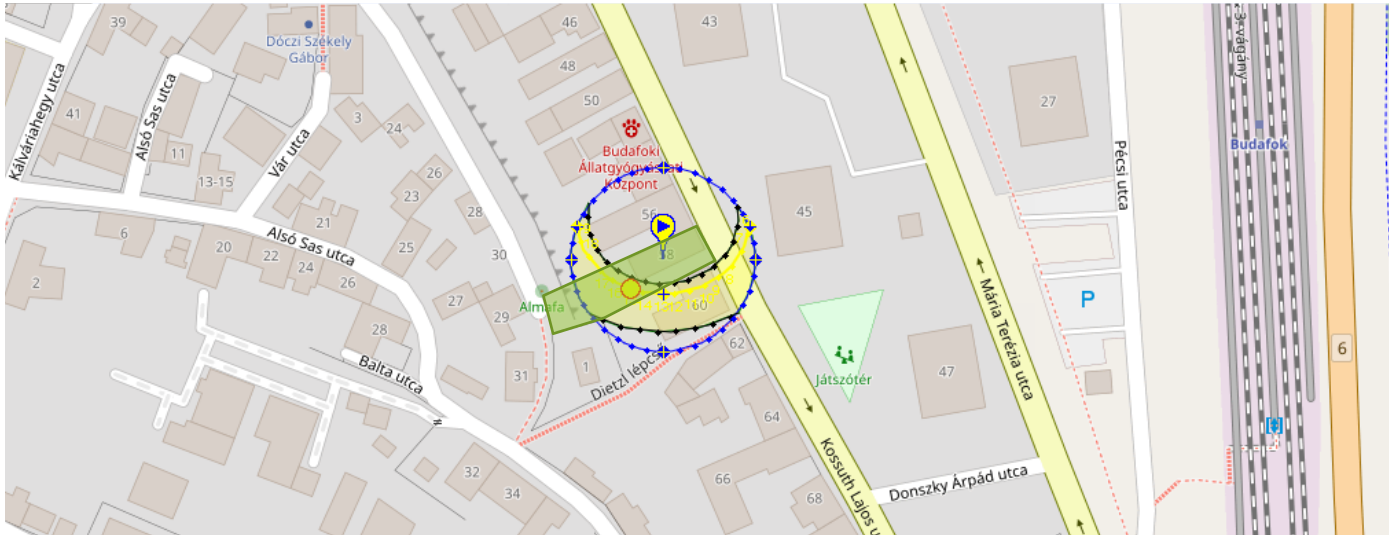 39
46
43
Dóczi Székely
Gábor
2-3. vágány
48
Kálváriahegy utca
Alsó Sas utca
41
50
27
3
24
Vár utca
Budafok
11
Budafoki
Állatgyógyászati
Központ
Pécsi utca
13-15
26
23
28
45
56
21
6
Alsó Sas utca
20
22
24
25
30
58
2
26
Mária Terézia utca
P
Almafa
27
60
28
62
6
Balta utca
31
1
Dietzl lépcső
Játszótér
47
64
Kossuth Lajos u
32
34
66
68
Donszky Árpád utca